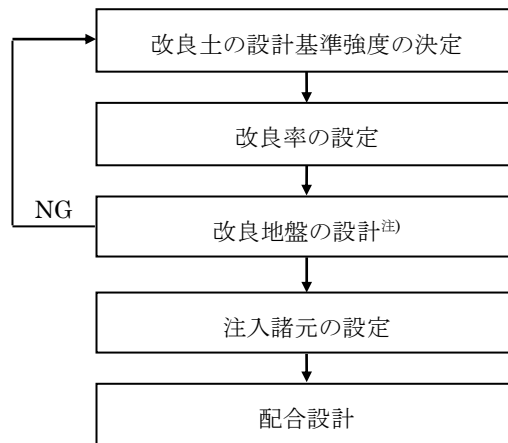 改良土の設計基準強度の決定
改良率の設定
NG
改良地盤の設計注)
注入諸元の設定
配合設計